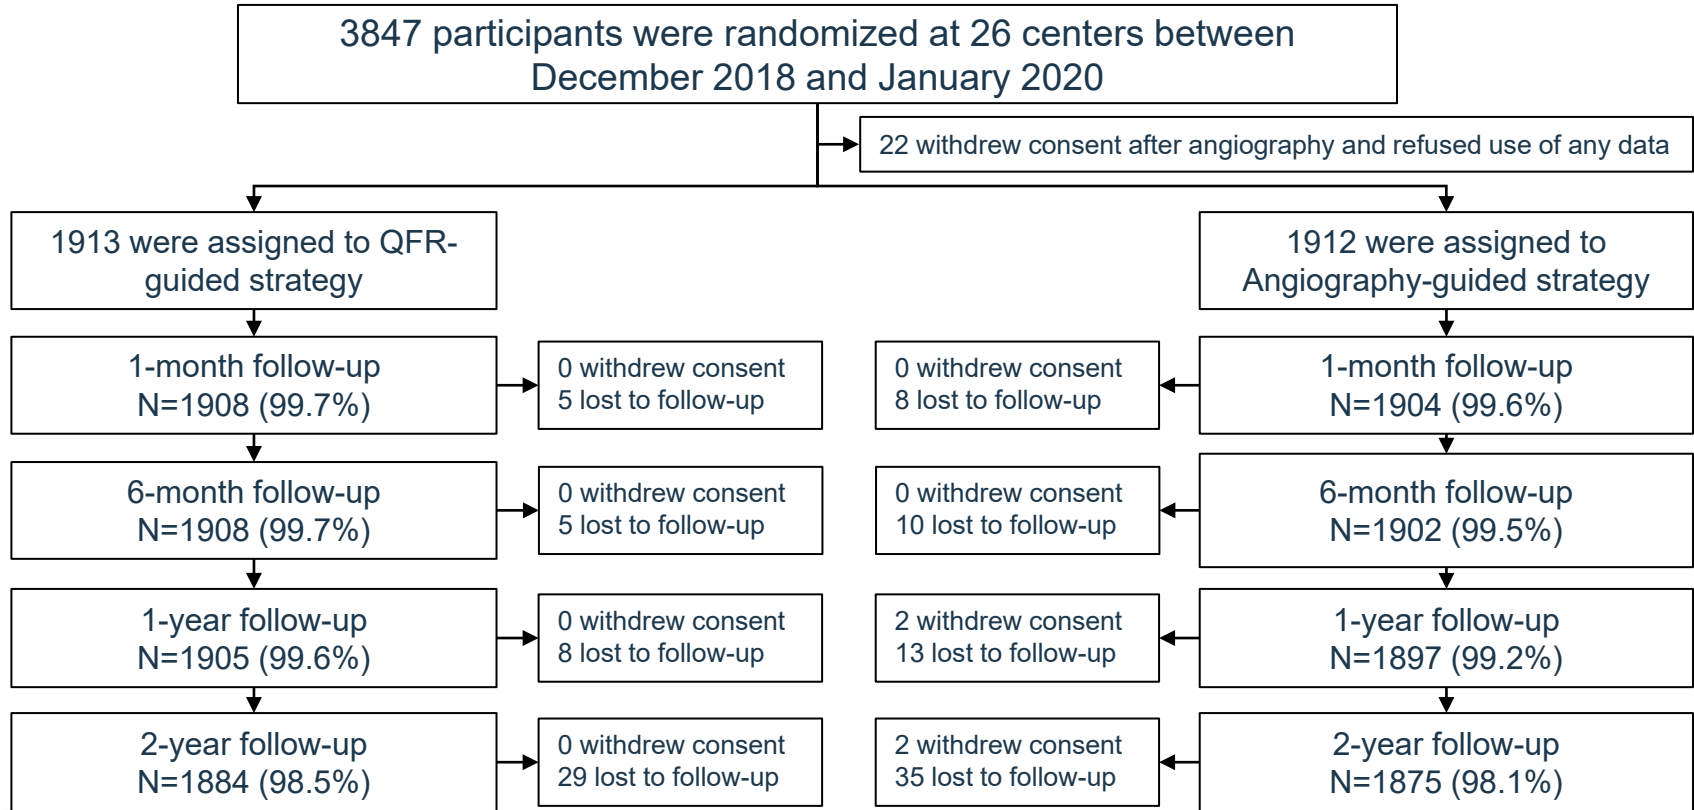 3847 participants were randomized at 26 centers between
December 2018 and January 2020
22 withdrew consent after angiography and refused use of any data
1913 were assigned to QFR-
guided strategy
1912 were assigned to
Angiography-guided strategy
1-month follow-up
N=1908 (99.7%)
0 withdrew consent
5 lost to follow-up
0 withdrew consent
8 lost to follow-up
1-month follow-up
N=1904 (99.6%)
6-month follow-up
N=1908 (99.7%)
0 withdrew consent
5 lost to follow-up
0 withdrew consent
10 lost to follow-up
6-month follow-up
N=1902 (99.5%)
1-year follow-up
N=1905 (99.6%)
0 withdrew consent
8 lost to follow-up
2 withdrew consent
13 lost to follow-up
1-year follow-up
N=1897 (99.2%)
2-year follow-up
N=1884 (98.5%)
0 withdrew consent
29 lost to follow-up
2 withdrew consent
35 lost to follow-up
2-year follow-up
N=1875 (98.1%)